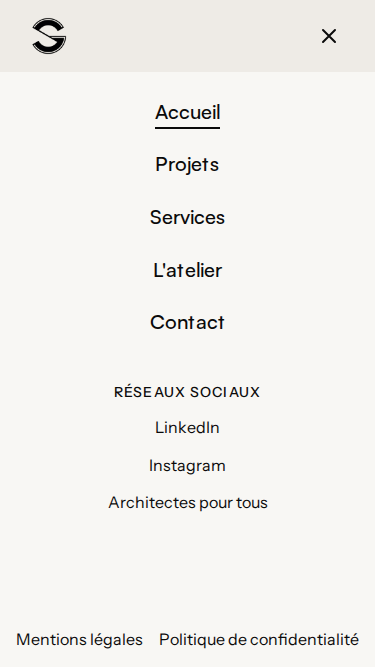 Accueil
Projets
Services
L'atelier
Contact
RÉSEAUX SOCIAUX
LinkedIn
Instagram
Architectes pour tous
Mentions légales Politique de confidentialité